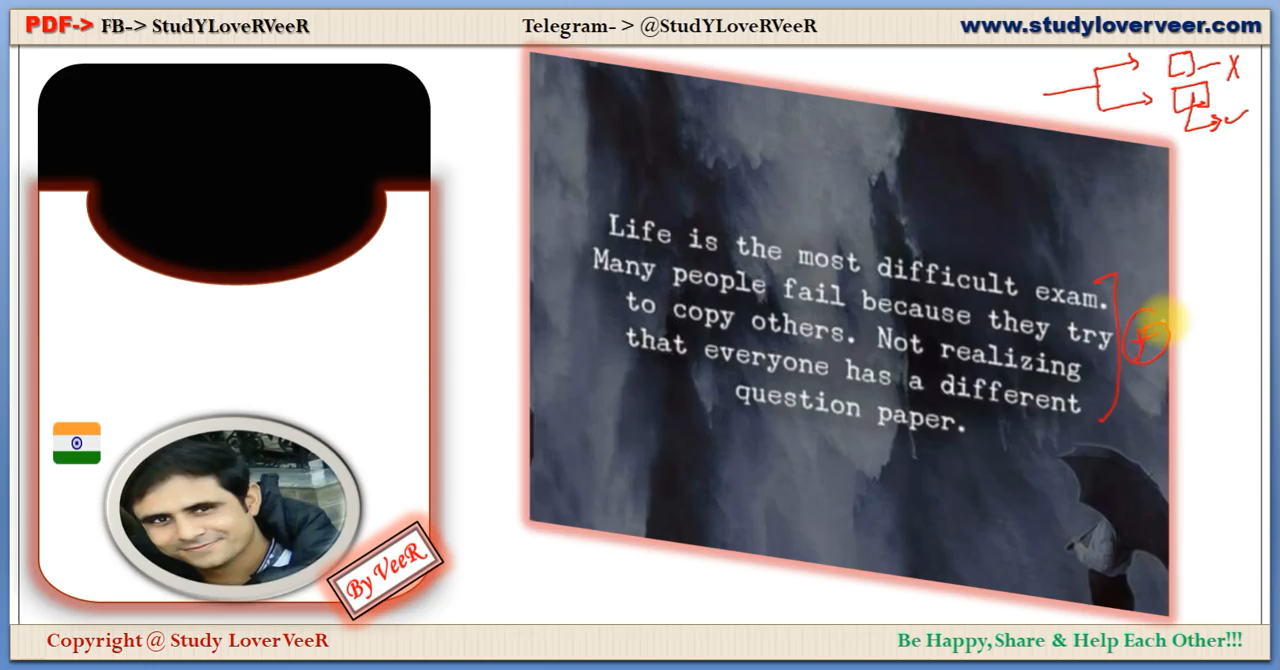 PDF-> FB-> StudYLoveRVeeR
Telegram- > @StudYLoveRVeeR
www.studyloverveer.com
Life is the most difficult exam.
Many people fail because they try
to copy others. Not realizing
that everyone has a different
question paper.
By VeeR
Copyright @ Study LoverVeeR
Be Happy,Share & Help Each Other!!!